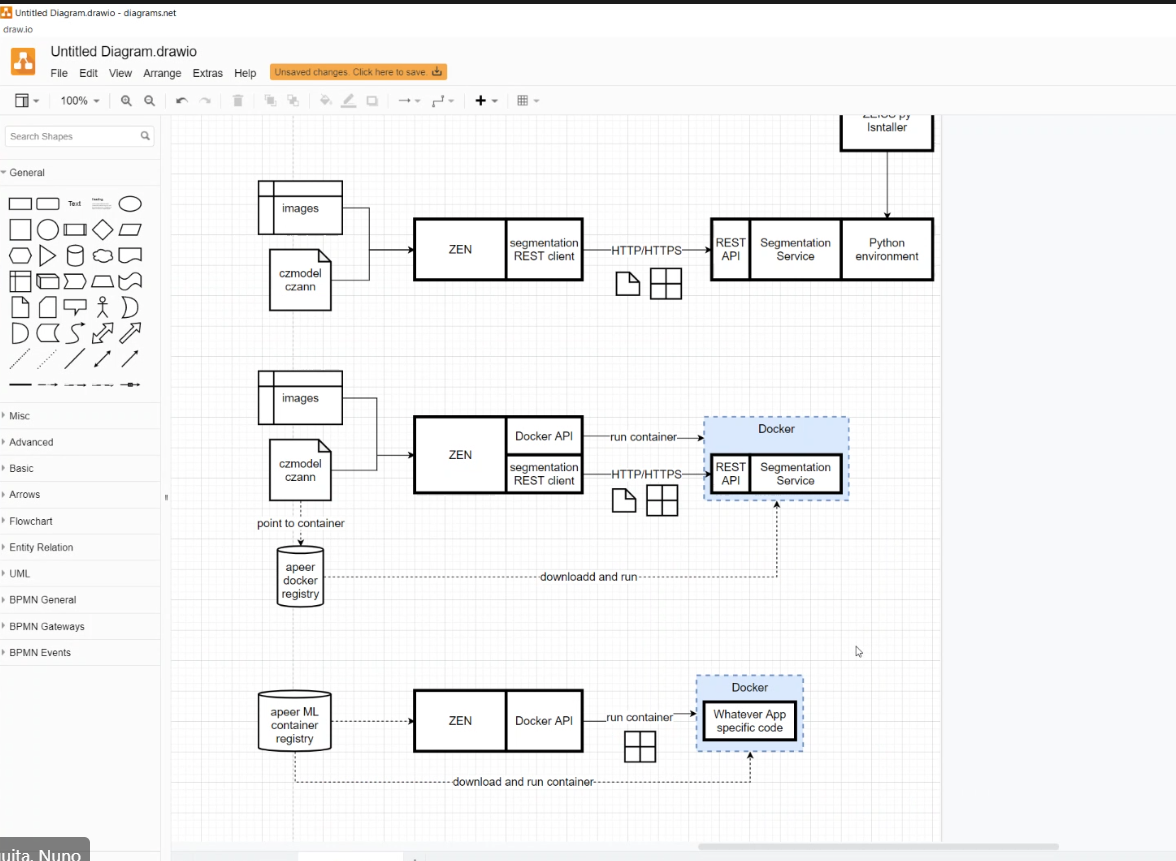 Untitled Diagram.drawio - diagrams.net
draw.io
Untitled Diagram.drawio
File Edit View Arrange Extras Help
Unsaved changes. Click here to save.
100%
Search Shapes
General
Text
Heading
Misc
Advanced
Basic
Arrows
Flowchart
Entity Relation
UML
BPMN General
BPMN Gateways
BPMN Events
py
Isntaller
images
czmodel
czann
ZEN
segmentation
REST client
HTTP/HTTPS
REST
API
Segmentation
Service
Python
environment
images
czmodel
czann
point to container
apeer
docker
registry
ZEN
Docker API
segmentation
REST client
run container
HTTP/HTTPS
Docker
REST
API
Segmentation
Service
downloadd and run
apeer ML
container
registry
ZEN
Docker API
run container
Docker
Whatever App
specific code
download and run container
uita, Nuno